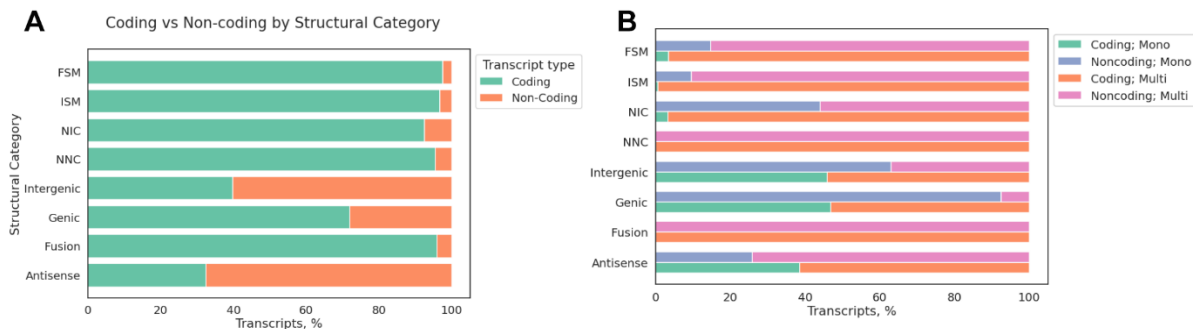 A
Coding vs Non-coding by Structural Category
Structural Category
FSM
ISM
NIC
NNC
Intergenic
Genic
Fusion
Antisense
0 20 40 60 80 100
Transcripts, %
Transcript type
Coding
Non-Coding
B
FSM
ISM
NIC
NNC
Intergenic
Genic
Fusion
Antisense
0 20 40 60 80 100
Transcripts, %
Coding; Mono
Noncoding; Mono
Coding; Multi
Noncoding; Multi